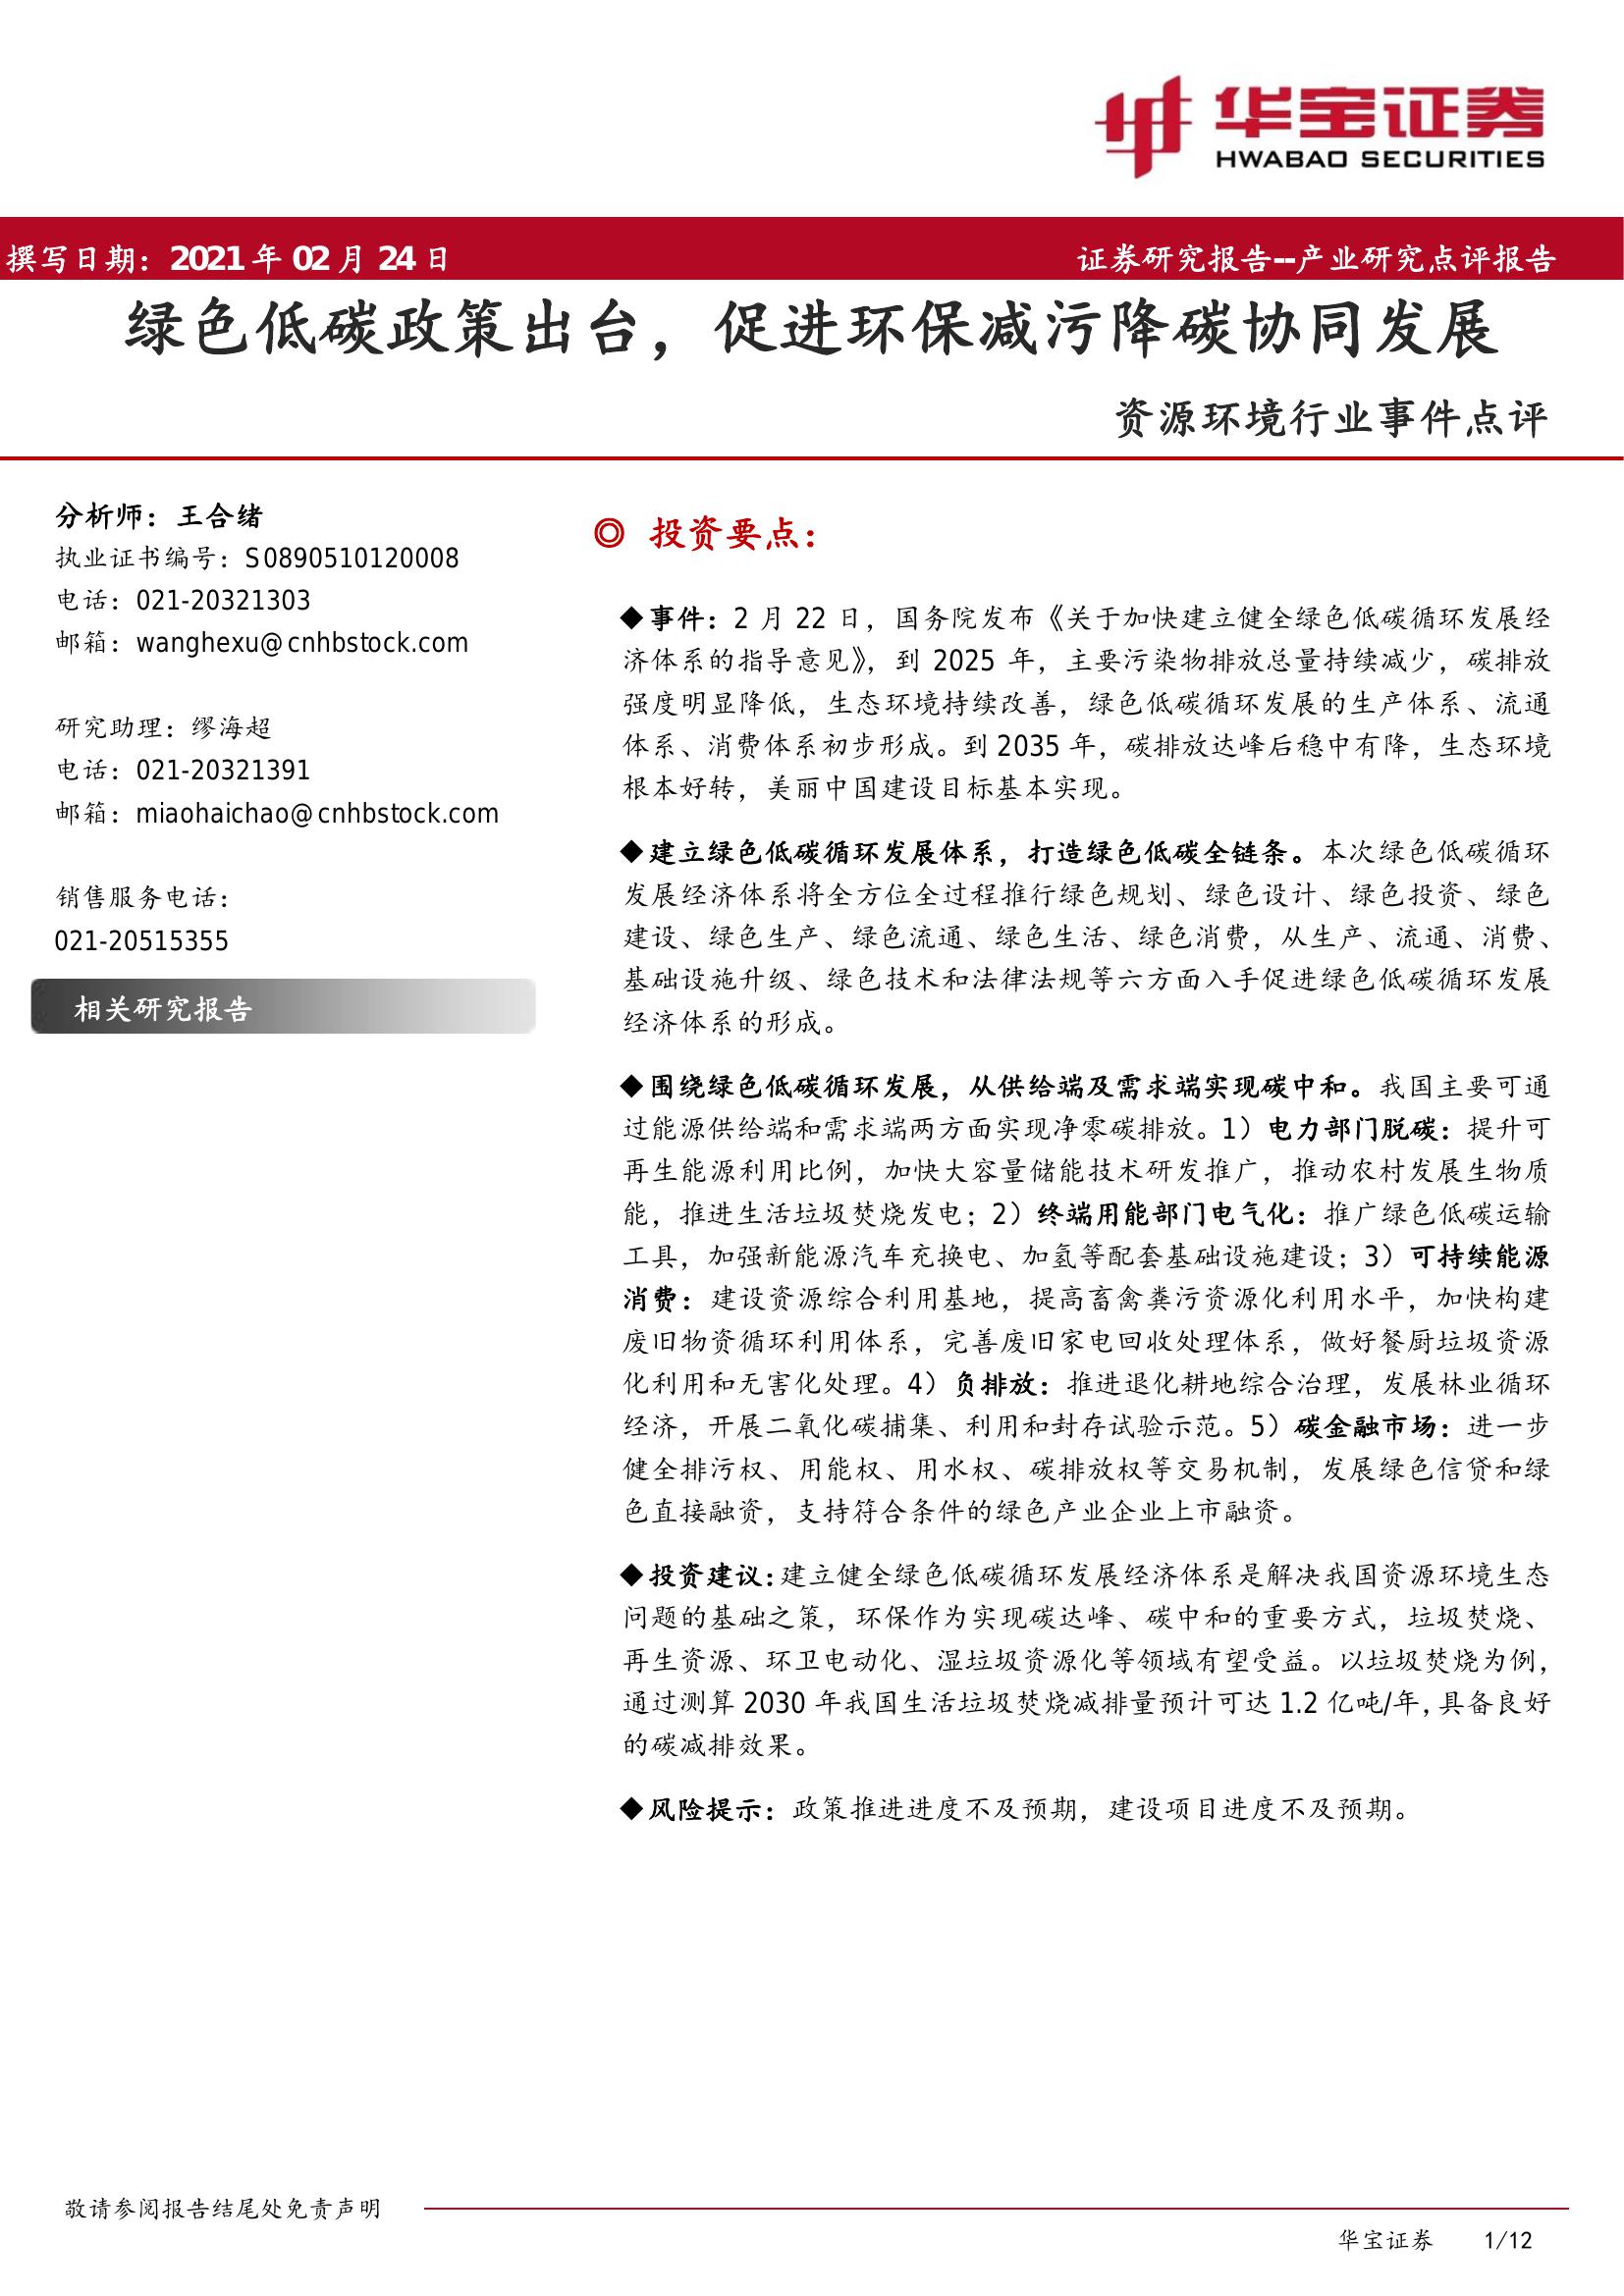 华宝证券
HWABAO SECURITIES
撰写日期：2021 年 02 月 24 日
证券研究报告--产业研究点评报告
绿色低碳政策出台，促进环保减污降碳协同发展
资源环境行业事件点评
分析师：王合绪
执业证书编号：S0890510120008
电话：021-20321303
邮箱：wanghexu@cnhbstock.com
研究助理：缪海超
电话：021-20321391
邮箱：miaohaichao@cnhbstock.com
销售服务电话：
021-20515355
相关研究报告
◎ 投资要点：
◆事件：2 月 22 日，国务院发布《关于加快建立健全绿色低碳循环发展经
济体系的指导意见》，到 2025 年，主要污染物排放总量持续减少，碳排放
强度明显降低，生态环境持续改善，绿色低碳循环发展的生产体系、流通
体系、消费体系初步形成。到 2035 年，碳排放达峰后稳中有降，生态环境
根本好转，美丽中国建设目标基本实现。
◆建立绿色低碳循环发展体系，打造绿色低碳全链条。本次绿色低碳循环
发展经济体系将全方位全过程推行绿色规划、绿色设计、绿色投资、绿色
建设、绿色生产、绿色流通、绿色生活、绿色消费，从生产、流通、消费、
基础设施升级、绿色技术和法律法规等六方面入手促进绿色低碳循环发展
经济体系的形成。
◆围绕绿色低碳循环发展，从供给端及需求端实现碳中和。我国主要可通
过能源供给端和需求端两方面实现净零碳排放。1）电力部门脱碳：提升可
再生能源利用比例，加快大容量储能技术研发推广，推动农村发展生物质
能，推进生活垃圾焚烧发电；2）终端用能部门电气化：推广绿色低碳运输
工具，加强新能源汽车充换电、加氢等配套基础设施建设；3）可持续能源
消费：建设资源综合利用基地，提高畜禽粪污资源化利用水平，加快构建
废旧物资循环利用体系，完善废旧家电回收处理体系，做好餐厨垃圾资源
化利用和无害化处理。4）负排放：推进退化耕地综合治理，发展林业循环
经济，开展二氧化碳捕集、利用和封存试验示范。5）碳金融市场：进一步
健全排污权、用能权、用水权、碳排放权等交易机制，发展绿色信贷和绿
色直接融资，支持符合条件的绿色产业企业上市融资。
◆投资建议：建立健全绿色低碳循环发展经济体系是解决我国资源环境生态
问题的基础之策，环保作为实现碳达峰、碳中和的重要方式，垃圾焚烧、
再生资源、环卫电动化、湿垃圾资源化等领域有望受益。以垃圾焚烧为例，
通过测算 2030 年我国生活垃圾焚烧减排量预计可达 1.2 亿吨/年，具备良好
的碳减排效果。
◆风险提示：政策推进进度不及预期，建设项目进度不及预期。
敬请参阅报告结尾处免责声明
华宝证券 1/12